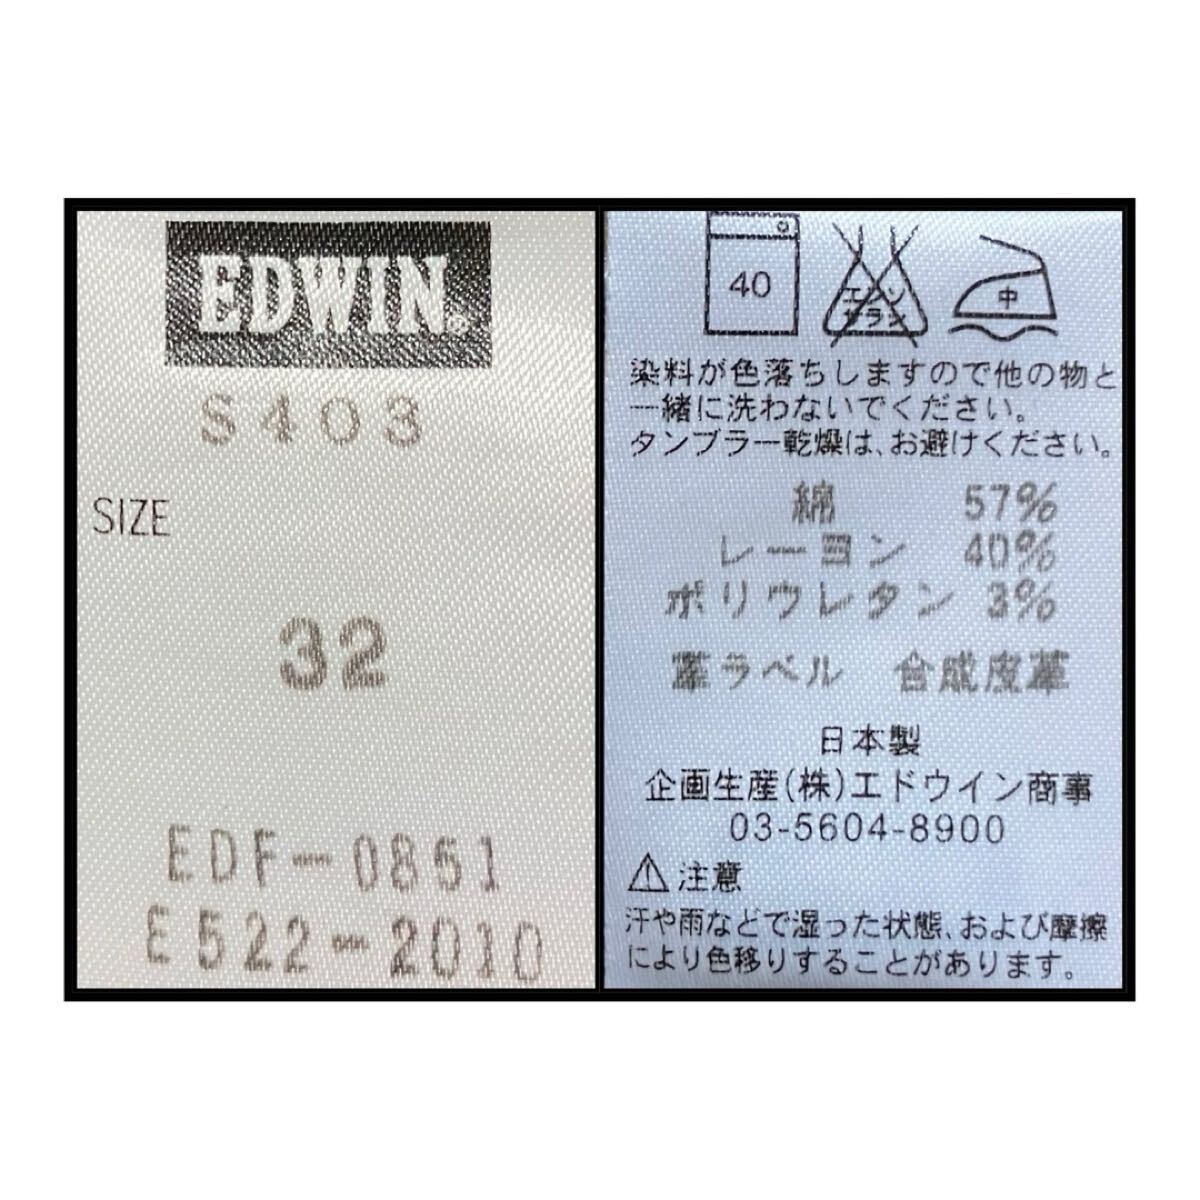 EDWIN®
S403
SIZE
32
EDF-0851
E522-2010
40
エンソ
サラシ
中
染料が色落ちしますので他の物と
一緒に洗わないでください。
タンブラー乾燥は、お避けください。
綿 57%
レーヨン 40%
ポリウレタン 3%
革ラベル 合成皮革
日本製
企画生産(株)エドウイン商事
03-5604-8900
注意
汗や雨などで湿った状態、および摩擦
により色移りすることがあります。